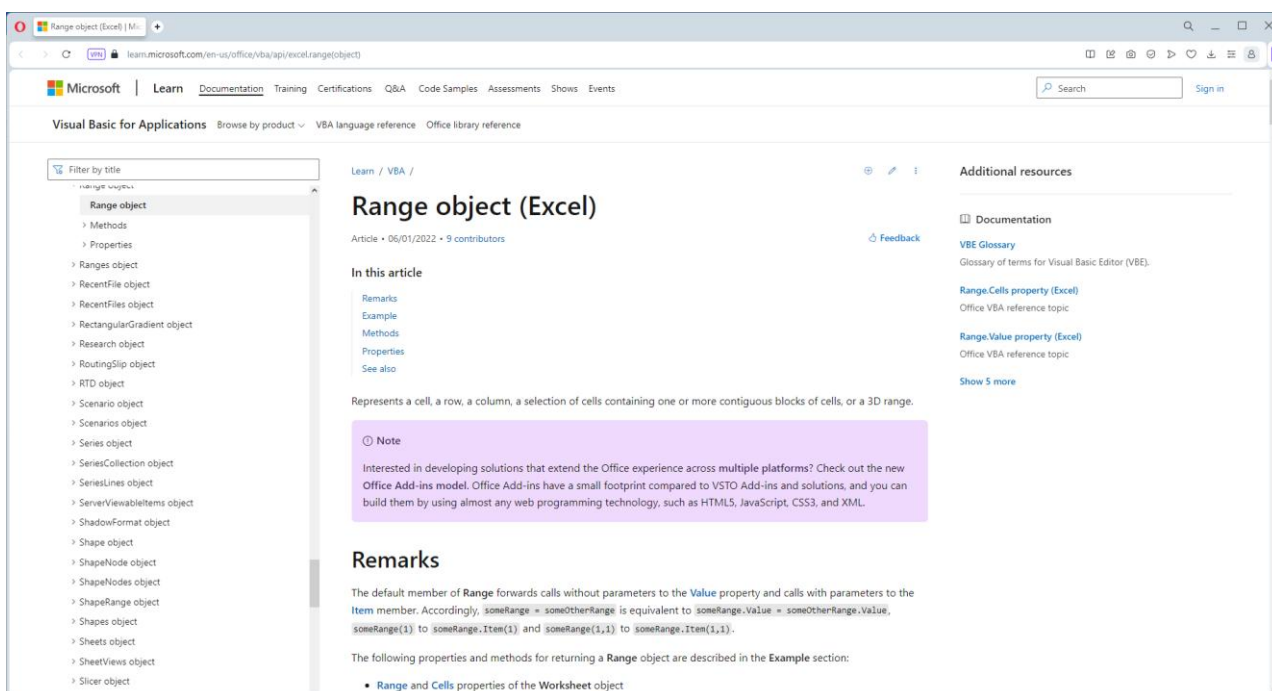 Range object (Excel) | Mic
VPN learn.microsoft.com/en-us/office/vba/api/excel.range(object)
Microsoft Learn Documentation Training Certifications Q&A Code Samples Assessments Shows Events Search Sign in
Visual Basic for Applications Browse by product VBA language reference Office library reference
Filter by title
Range object
Range object
Methods
Properties
Ranges object
RecentFile object
RecentFiles object
RectangularGradient object
Research object
RoutingSlip object
RTD object
Scenario object
Scenarios object
Series object
SeriesCollection object
SeriesLines object
ServerViewableItems object
ShadowFormat object
Shape object
ShapeNode object
ShapeNodes object
ShapeRange object
Shapes object
Sheets object
SheetViews object
Slicer object
Learn / VBA /
Range object (Excel)
Article • 06/01/2022 • 9 contributors
Feedback
In this article
Remarks
Example
Methods
Properties
See also
Represents a cell, a row, a column, a selection of cells containing one or more contiguous blocks of cells, or a 3D range.
Note
Interested in developing solutions that extend the Office experience across multiple platforms? Check out the new
Office Add-ins model. Office Add-ins have a small footprint compared to VSTO Add-ins and solutions, and you can
build them by using almost any web programming technology, such as HTML5, JavaScript, CSS3, and XML.
Remarks
The default member of Range forwards calls without parameters to the Value property and calls with parameters to the
Item member. Accordingly, someRange = someOtherRange is equivalent to someRange.Value = someOtherRange.Value,
someRange(1) to someRange.Item(1) and someRange(1,1) to someRange.Item(1,1).
The following properties and methods for returning a Range object are described in the Example section:
• Range and Cells properties of the Worksheet object
Additional resources
Documentation
VBE Glossary
Glossary of terms for Visual Basic Editor (VBE).
Range.Cells property (Excel)
Office VBA reference topic
Range.Value property (Excel)
Office VBA reference topic
Show 5 more